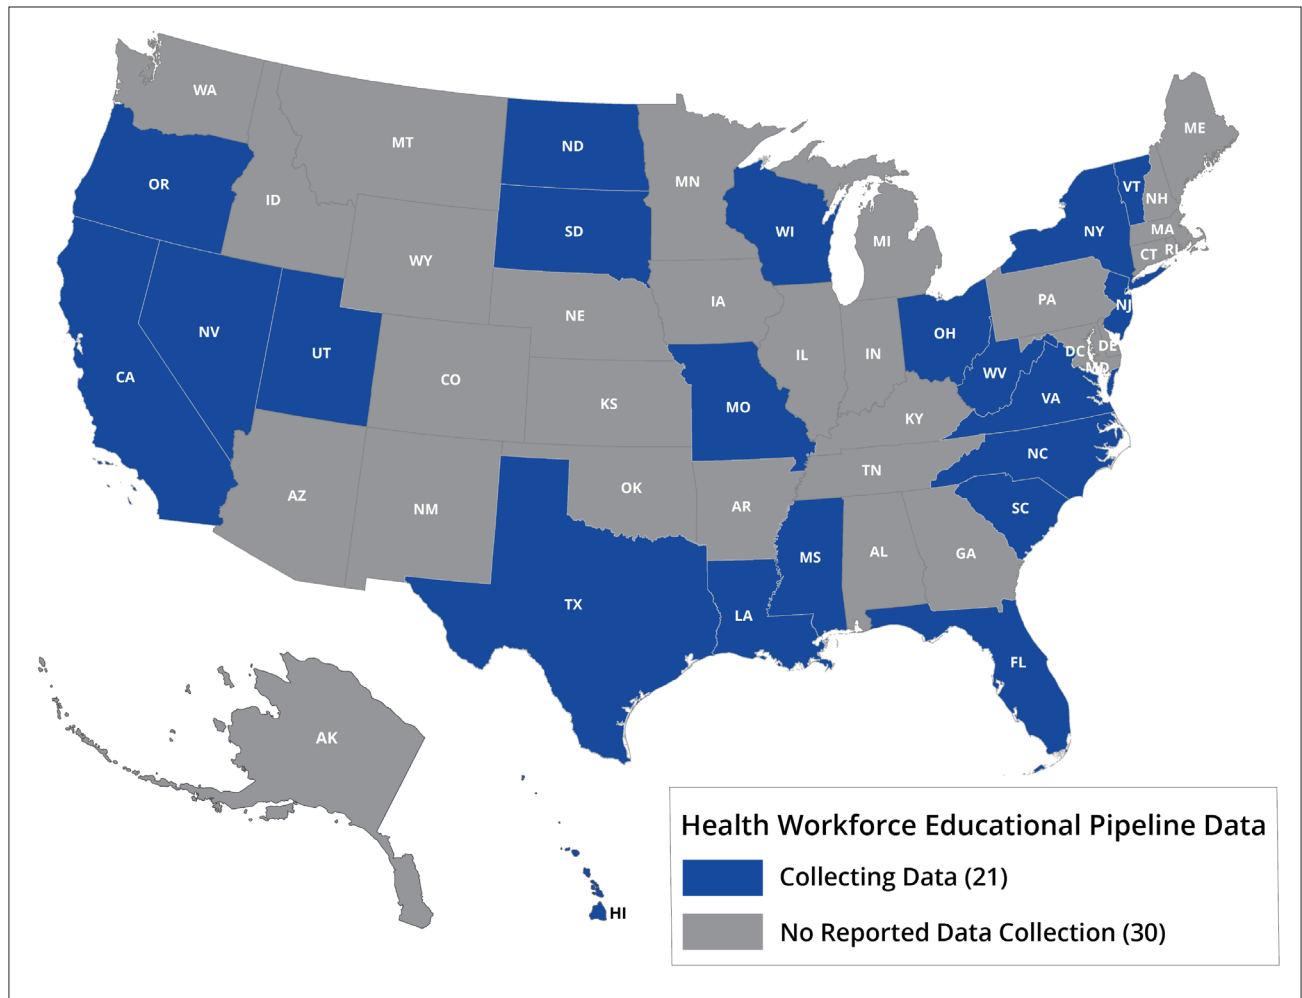 WA
ME
MT
ND
VT
MN
OR
NH
ID
MA
SD
WI
NY
MI
CT
RI
WY
PA
IA
NJ
NE
NV
OH
DE
UT
DC
IL
IN
MD
WV
CA
CO
VA
KS
MO
KY
NC
TN
OK
AZ
AR
SC
NM
AL
GA
MS
TX
LA
FL
AK
HI
Health Workforce Educational Pipeline Data
Collecting Data (21)
No Reported Data Collection (30)